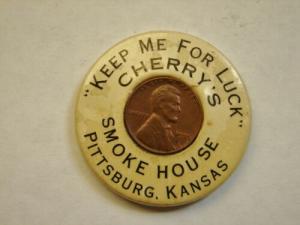 "KEEP ME FOR LUCK"
CHERRY'S
SMOKE HOUSE
PITTSBURG, KANSAS